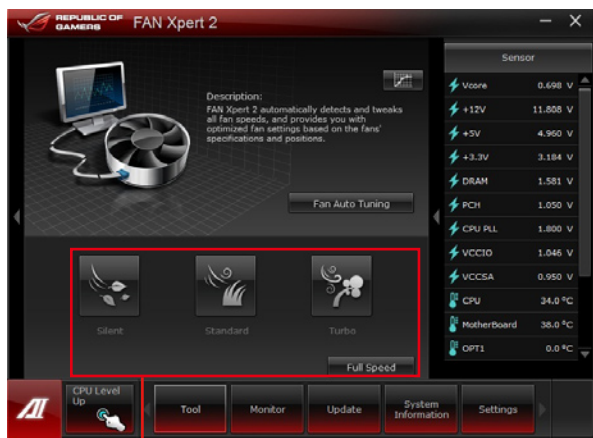 REPUBLIC OF
GAMERS
FAN Xpert 2
Description:
FAN Xpert 2 automatically detects and tweaks
all fan speeds, and provides you with
optimized fan settings based on the fans'
specifications and positions.
Fan Auto Tuning
Silent
Standard
Turbo
Full Speed
Sensor
Vcore 0.698 V
+12V 11.808 V
+5V 4.960 V
+3.3V 3.184 V
DRAM 1.581 V
PCH 1.050 V
CPU PLL 1.800 V
VCCIO 1.046 V
VCCSA 0.950 V
CPU 34.0 ºC
MotherBoard 38.0 ºC
OPT1 0.0 ºC
AI
CPU Level
Up
Tool
Monitor
Update
System
Information
Settings